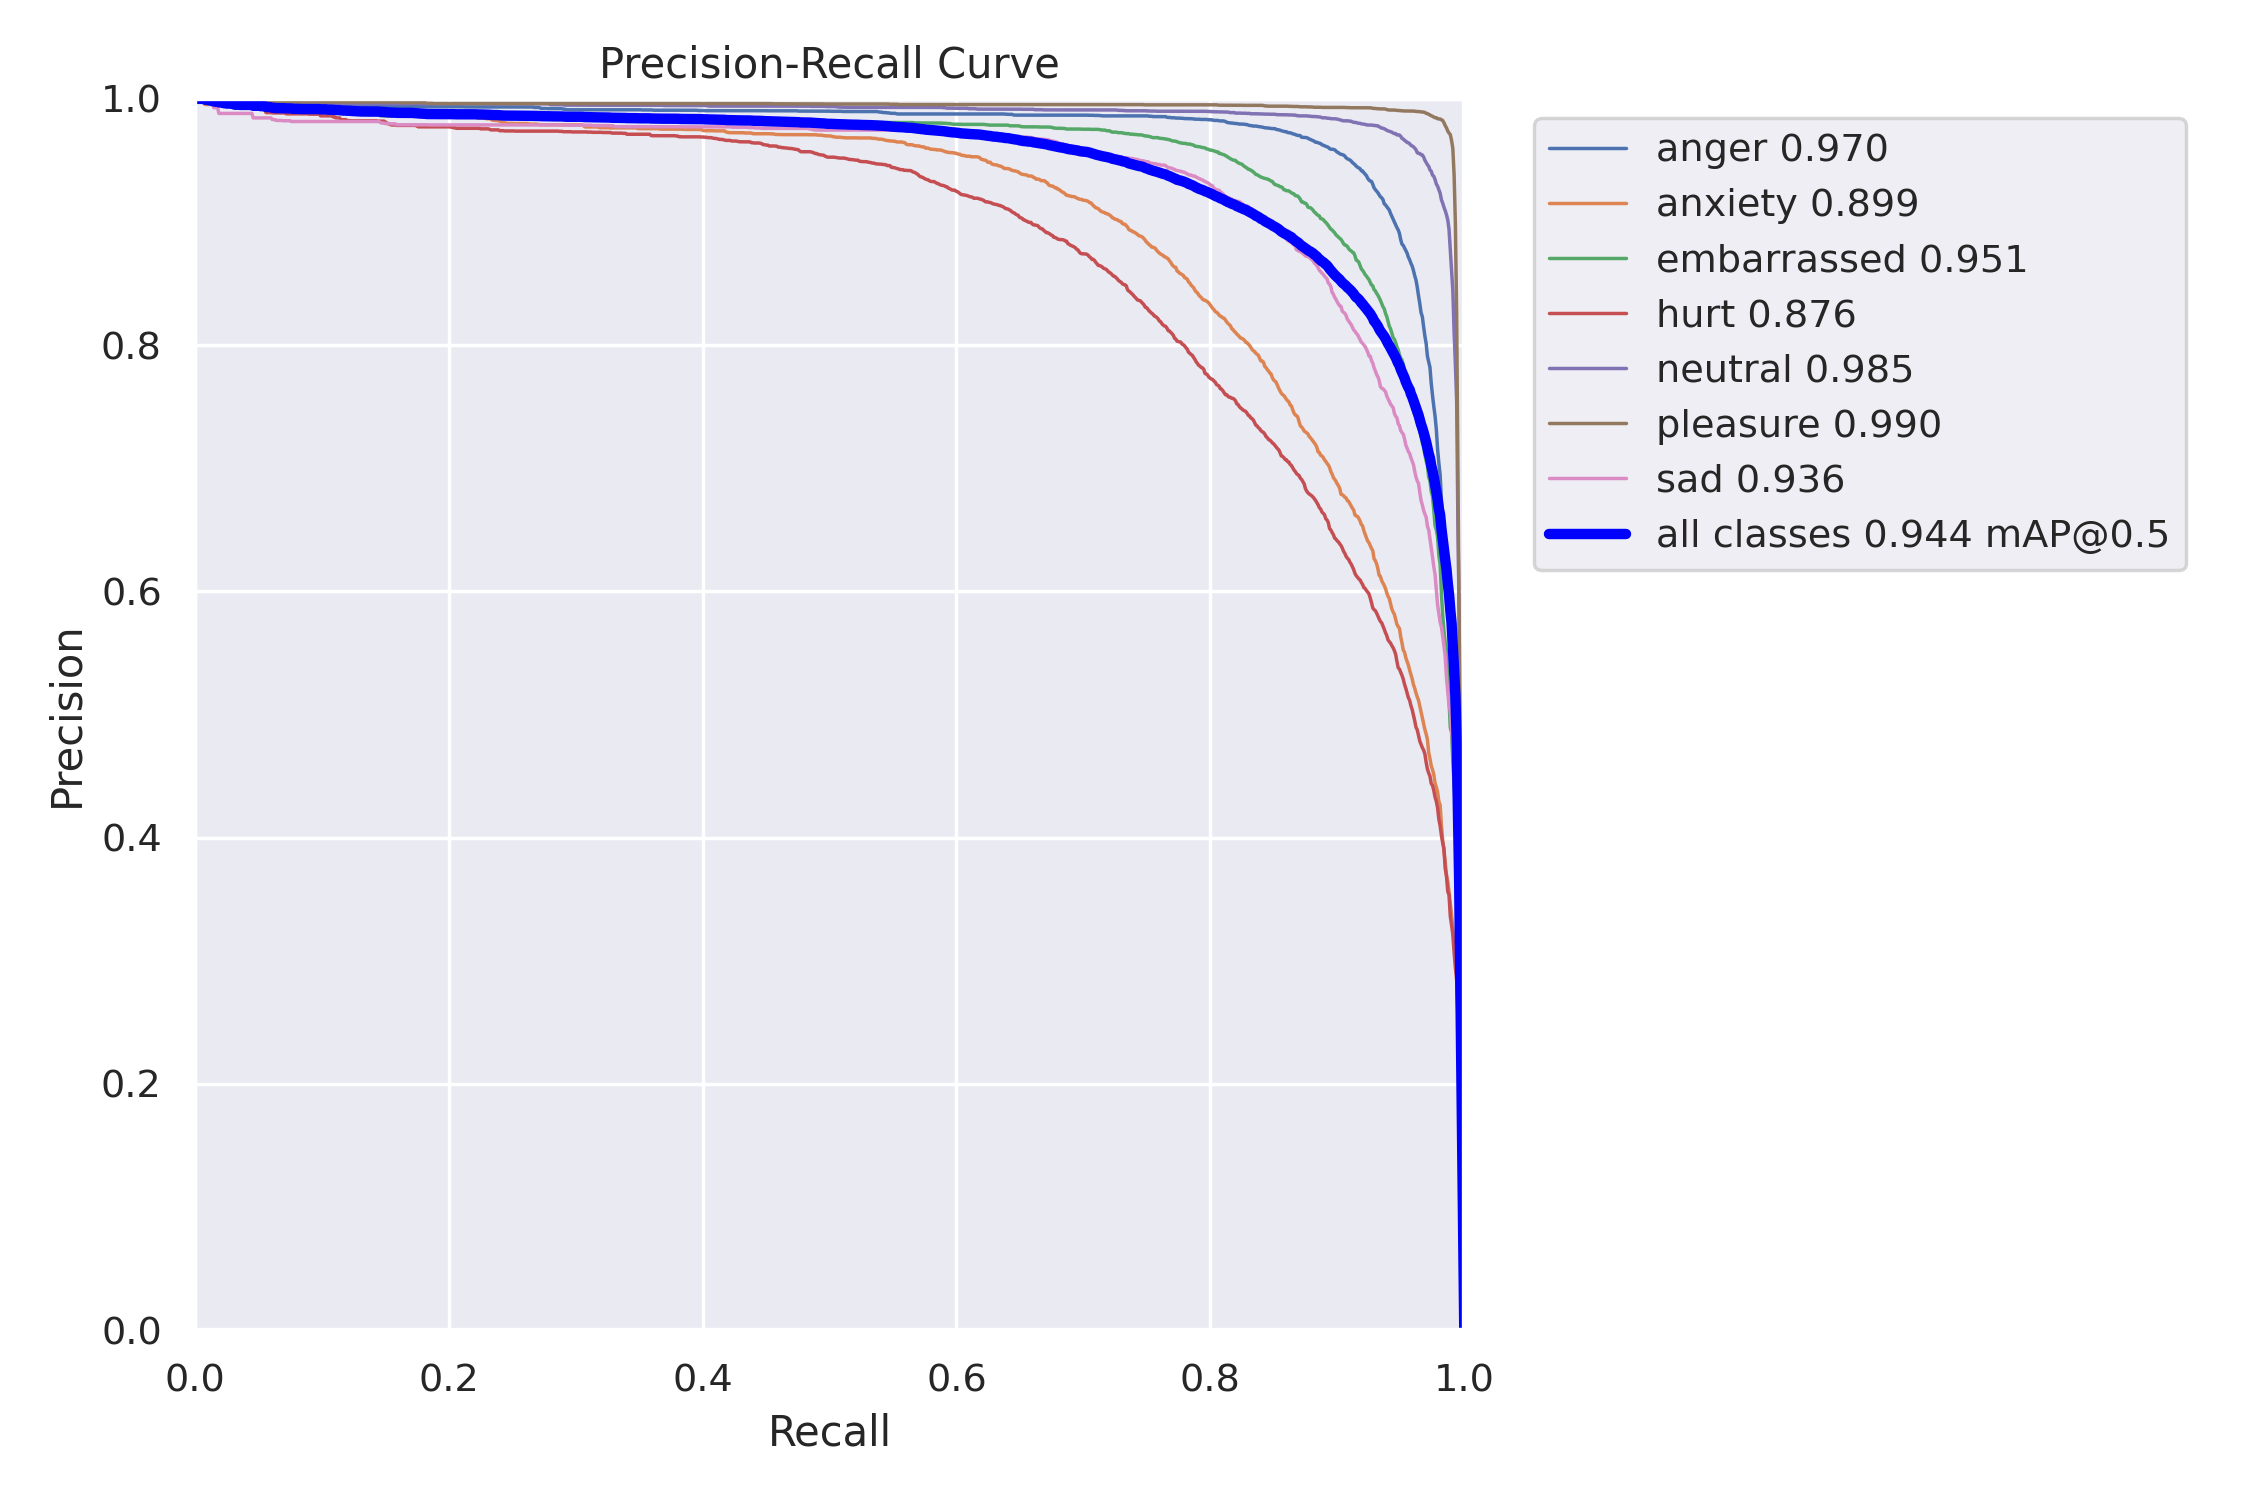 Precision-Recall Curve
1.0
0.8
0.6
0.4
0.2
0.0
Precision
0.0 0.2 0.4 0.6 0.8 1.0
Recall
anger 0.970
anxiety 0.899
embarrassed 0.951
hurt 0.876
neutral 0.985
pleasure 0.990
sad 0.936
all classes 0.944 mAP@0.5